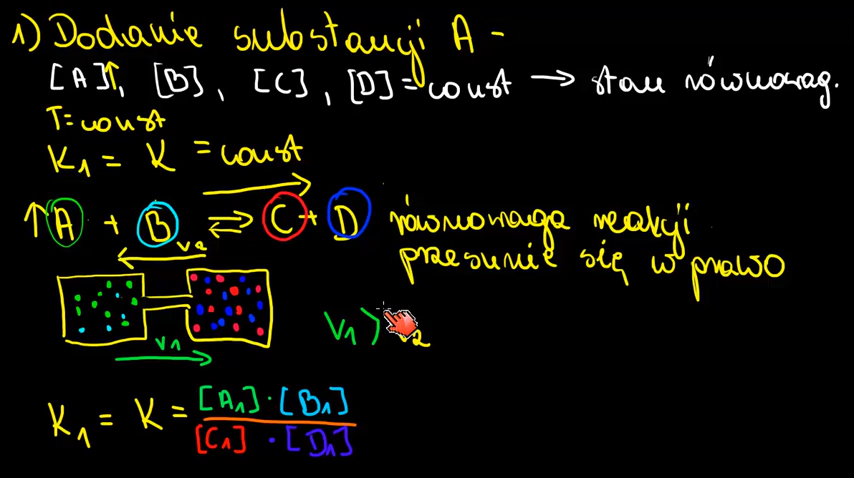 1) Dodanie substancji A -
[A]↑, [B], [C], [D] = const → stan równowag.
T = const
K₁ = K = const
↑A + B ⇌ C + D równowaga reakcji
przesunie się w prawo
v₂
v₁
v₁ > v₂
K₁ = K = [A₁]·[B₁] / [C₁]·[D₁]